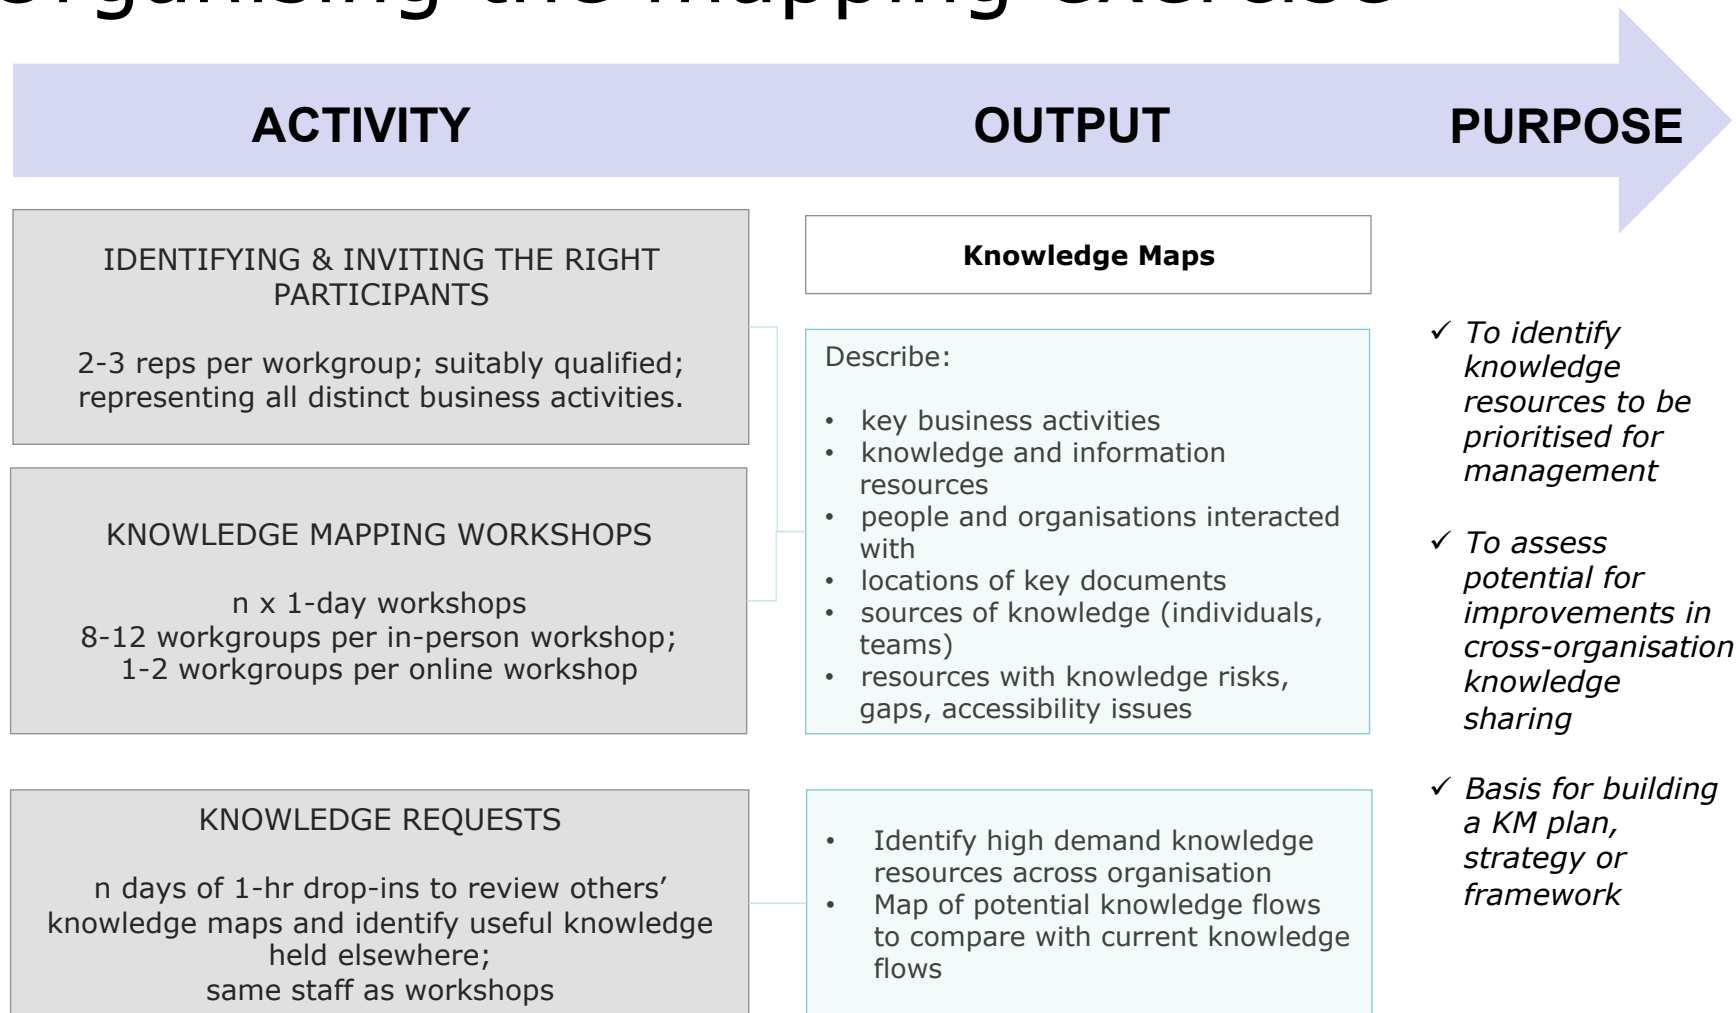 Organising the mapping exercise
ACTIVITY
OUTPUT
PURPOSE
IDENTIFYING & INVITING THE RIGHT
PARTICIPANTS
2-3 reps per workgroup; suitably qualified;
representing all distinct business activities.
KNOWLEDGE MAPPING WORKSHOPS
n x 1-day workshops
8-12 workgroups per in-person workshop;
1-2 workgroups per online workshop
KNOWLEDGE REQUESTS
n days of 1-hr drop-ins to review others’
knowledge maps and identify useful knowledge
held elsewhere;
same staff as workshops
Knowledge Maps
Describe:
• key business activities
• knowledge and information
resources
• people and organisations interacted
with
• locations of key documents
• sources of knowledge (individuals,
teams)
• resources with knowledge risks,
gaps, accessibility issues
• Identify high demand knowledge
resources across organisation
• Map of potential knowledge flows
to compare with current knowledge
flows
✓ To identify
knowledge
resources to be
prioritised for
management
✓ To assess
potential for
improvements in
cross-organisation
knowledge
sharing
✓ Basis for building
a KM plan,
strategy or
framework